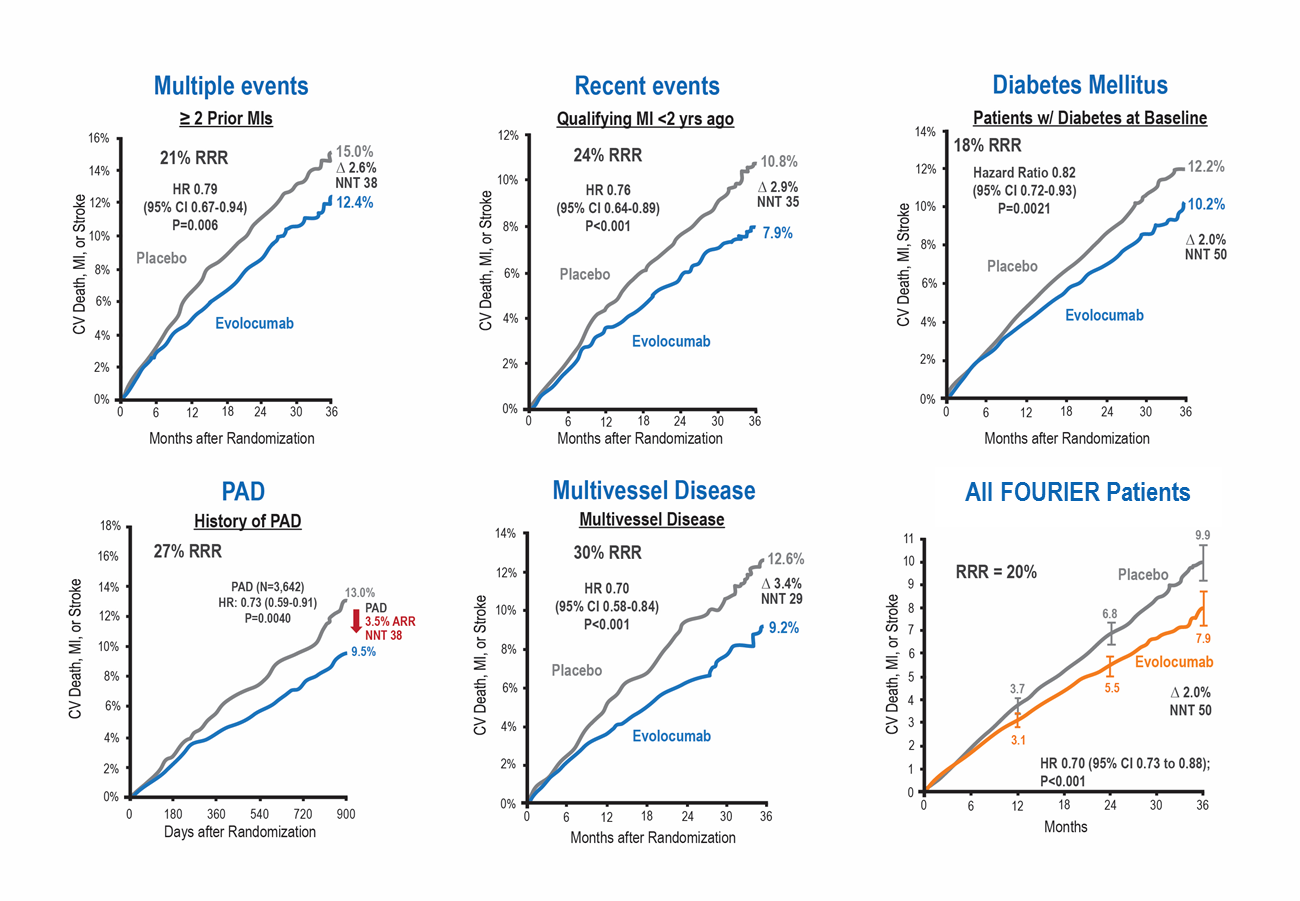 Multiple events
≥ 2 Prior MIs
CV Death, MI, or Stroke
16%
14%
12%
10%
8%
6%
4%
2%
0%
21% RRR
HR 0.79
(95% CI 0.67-0.94)
P=0.006
Placebo
Evolocumab
15.0%
Δ 2.6%
NNT 38
12.4%
0 6 12 18 24 30 36
Months after Randomization
Recent events
Qualifying MI <2 yrs ago
CV Death, MI, or Stroke
12%
10%
8%
6%
4%
2%
0%
24% RRR
HR 0.76
(95% CI 0.64-0.89)
P<0.001
Placebo
Evolocumab
10.8%
Δ 2.9%
NNT 35
7.9%
0 6 12 18 24 30 36
Months after Randomization
Diabetes Mellitus
Patients w/ Diabetes at Baseline
CV Death, MI, Stroke
14%
12%
10%
8%
6%
4%
2%
0%
18% RRR
Hazard Ratio 0.82
(95% CI 0.72-0.93)
P=0.0021
Placebo
Evolocumab
12.2%
10.2%
Δ 2.0%
NNT 50
0 6 12 18 24 30 36
Months after Randomization
PAD
History of PAD
CV Death, MI, or Stroke
18%
16%
14%
12%
10%
8%
6%
4%
2%
0%
27% RRR
PAD (N=3,642)
HR: 0.73 (0.59-0.91)
P=0.0040
13.0%
PAD
3.5% ARR
NNT 38
9.5%
0 180 360 540 720 900
Days after Randomization
Multivessel Disease
Multivessel Disease
CV Death, MI, or Stroke
14%
12%
10%
8%
6%
4%
2%
0%
30% RRR
HR 0.70
(95% CI 0.58-0.84)
P<0.001
Placebo
Evolocumab
12.6%
Δ 3.4%
NNT 29
9.2%
0 6 12 18 24 30 36
Months after Randomization
All FOURIER Patients
CV Death, MI, or Stroke
11
10
9
8
7
6
5
4
3
2
1
0
RRR = 20%
Placebo
9.9
6.8
3.7
3.1
5.5
7.9
Evolocumab
Δ 2.0%
NNT 50
HR 0.70 (95% CI 0.73 to 0.88);
P<0.001
0 6 12 18 24 30 36
Months